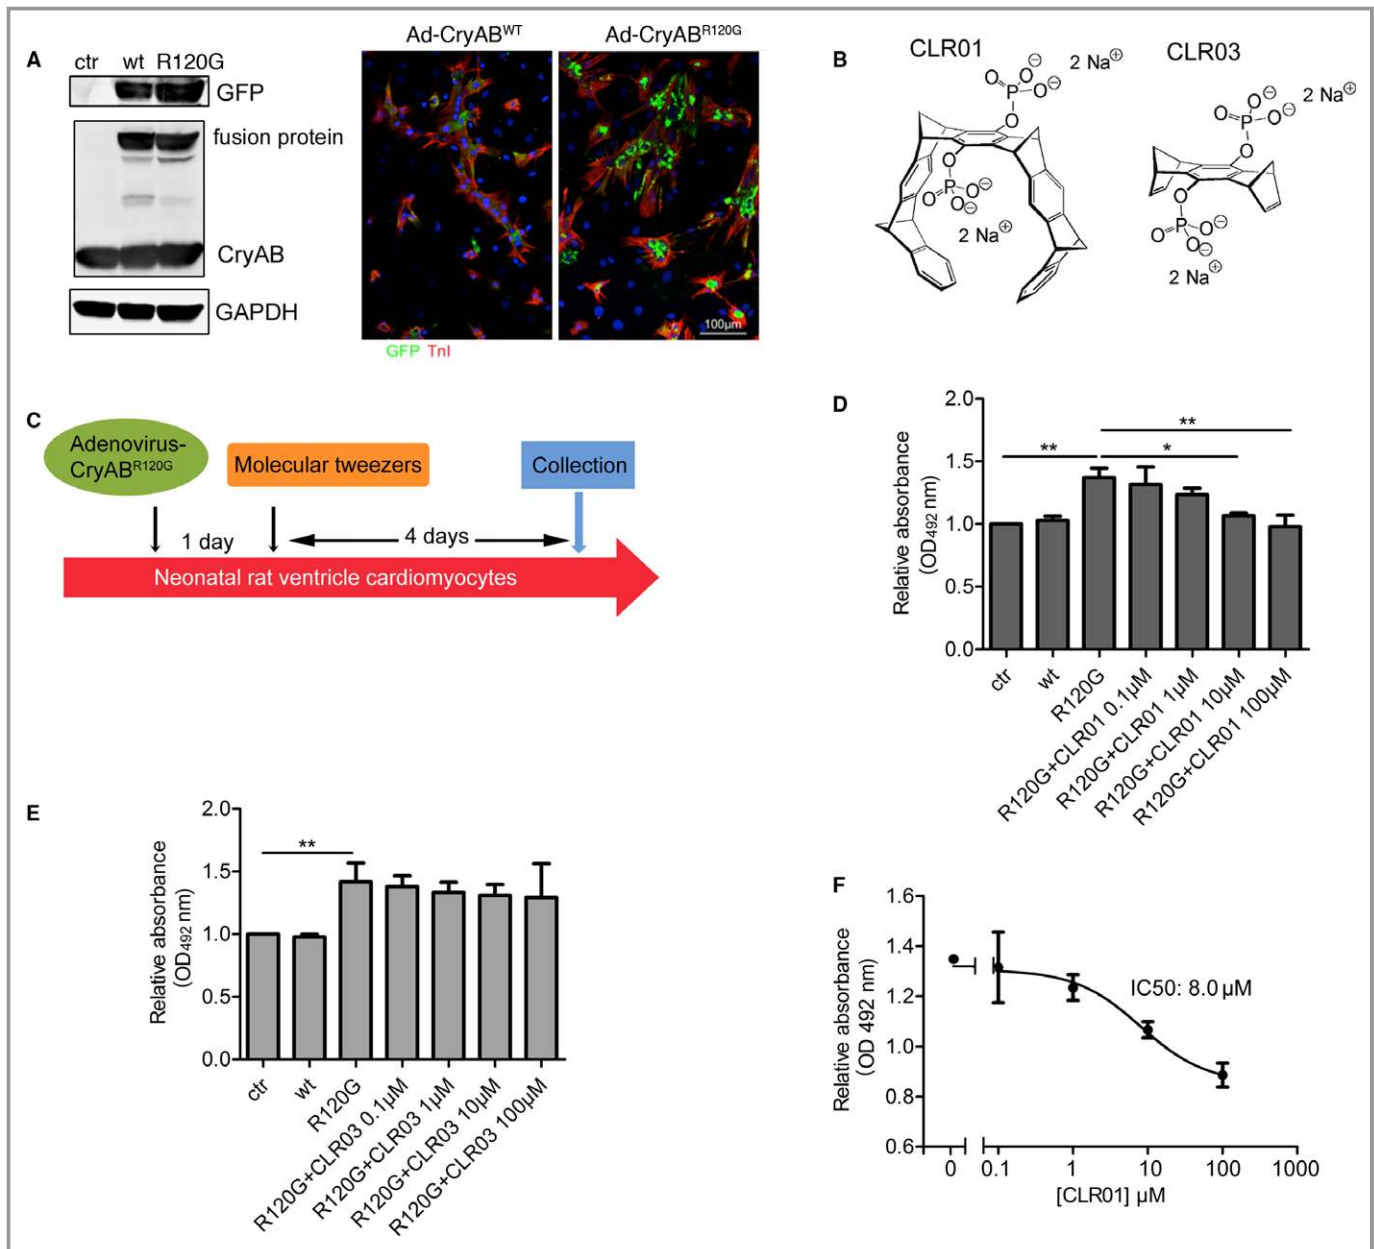 A
ctr wt R120G
GFP
fusion protein
CryAB
GAPDH
Ad-CryABWT
Ad-CryABR120G
100µm
GFP TnI
B
CLR01
CLR03
2 Na⊕
O
O⊖
P
O⊖
O
O
O⊖
P
O⊖
2 Na⊕
2 Na⊕
O
O⊖
P
O⊖
O
O
O⊖
P
O⊖
2 Na⊕
C
Adenovirus-
CryABR120G
Molecular tweezers
Collection
1 day
4 days
Neonatal rat ventricle cardiomyocytes
D
Relative absorbance
(OD492 nm)
2.0
1.5
1.0
0.5
0.0
**
**
*
ctr
wt
R120G
R120G+CLR01 0.1µM
R120G+CLR01 1µM
R120G+CLR01 10µM
R120G+CLR01 100µM
E
Relative absorbance
(OD492 nm)
2.0
1.5
1.0
0.5
0.0
**
ctr
wt
R120G
R120G+CLR03 0.1µM
R120G+CLR03 1µM
R120G+CLR03 10µM
R120G+CLR03 100µM
F
Relative absorbance
(OD 492 nm)
1.6
1.4
1.2
1.0
0.8
0.6
IC50: 8.0 µM
0 0.1 1 10 100 1000
[CLR01] µM